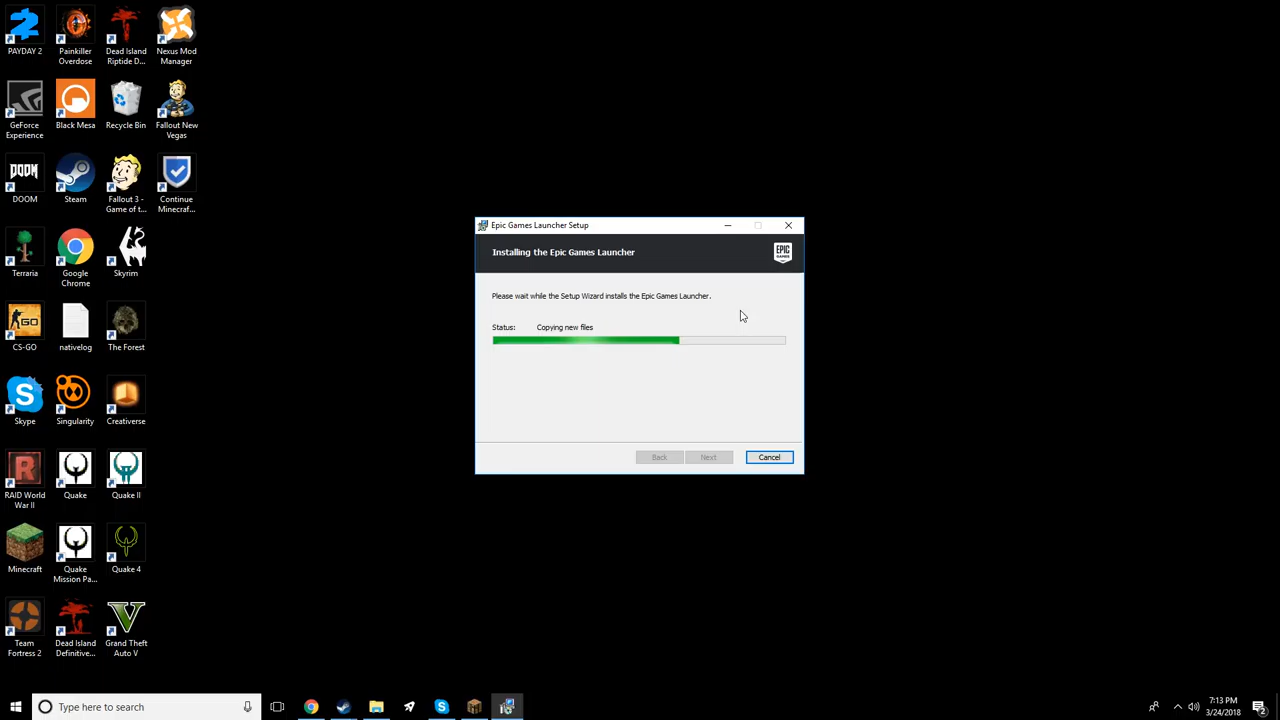 PAYDAY 2
Painkiller
Overdose
Dead Island
Riptide D...
Nexus Mod
Manager
GeForce
Experience
Black Mesa
Recycle Bin
Fallout New
Vegas
DOOM
DOOM
Steam
Fallout 3 -
Game of t...
Continue
Minecraf...
Terraria
Google
Chrome
Skyrim
GO
CS-GO
nativelog
The Forest
Skype
Singularity
Creativerse
R
RAID World
War II
Quake
Quake II
Minecraft
Quake
Mission Pa...
Quake 4
Team
Fortress 2
Dead Island
Definitive...
V
Grand Theft
Auto V
Epic Games Launcher Setup
Installing the Epic Games Launcher
EPIC
GAMES
Please wait while the Setup Wizard installs the Epic Games Launcher.
Status: Copying new files
Back Next Cancel
Type here to search
7:13 PM
3/24/2018
2